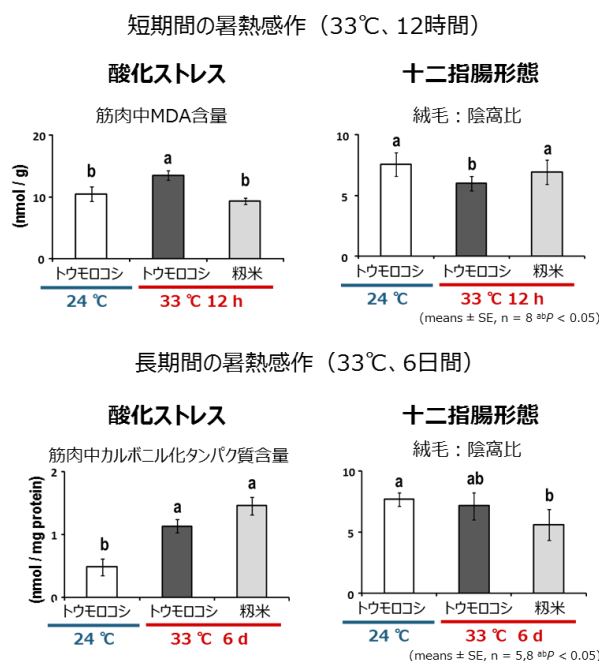 短期間の暑熱感作（33℃、12時間）
酸化ストレス
筋肉中MDA含量
(nmol / g)
20
10
0
b
a
b
トウモロコシ トウモロコシ 籾米
24 ℃ 33 ℃ 12 h
十二指腸形態
絨毛：陰窩比
10
5
0
a
b
a
トウモロコシ トウモロコシ 籾米
24 ℃ 33 ℃ 12 h
(means ± SE, n = 8 abP < 0.05)
長期間の暑熱感作（33℃、6日間）
酸化ストレス
筋肉中カルボニル化タンパク質含量
(nmol / mg protein)
2
1
0
b
a
a
トウモロコシ トウモロコシ 籾米
24 ℃ 33 ℃ 6 d
十二指腸形態
絨毛：陰窩比
10
5
0
a
ab
b
トウモロコシ トウモロコシ 籾米
24 ℃ 33 ℃ 6 d
(means ± SE, n = 5,8 abP < 0.05)